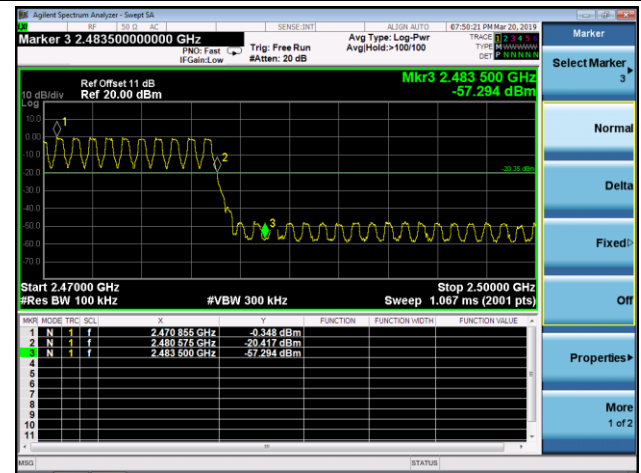 Agilent Spectrum Analyzer - Swept SA
RF 50 Ω AC SENSE:INT ALIGN AUTO 07:50:21 PM Mar 20, 2019
Marker 3 2.483500000000 GHz
PNO: Fast
IFGain:Low
Trig: Free Run
#Atten: 20 dB
Avg Type: Log-Pwr
Avg|Hold:>100/100
TRACE 1 2 3 4 5 6
TYPE M W W W W W
DET P N N N N N
Marker
Select Marker
3
Normal
Delta
Fixed
Off
Properties
More
1 of 2
Ref Offset 11 dB
10 dB/div Ref 20.00 dBm
Log
Mkr3 2.483 500 GHz
-57.294 dBm
10.0
0.00
-10.0
-20.0
-30.0
-40.0
-50.0
-60.0
-70.0
1
2
3
-20.35 dBm
Start 2.47000 GHz Stop 2.50000 GHz
#Res BW 100 kHz #VBW 300 kHz Sweep 1.067 ms (2001 pts)
MKR MODE TRC SCL X Y FUNCTION FUNCTION WIDTH FUNCTION VALUE
1 N 1 f 2.470 855 GHz -0.348 dBm
2 N 1 f 2.480 575 GHz -20.417 dBm
3 N 1 f 2.483 500 GHz -57.294 dBm
4
5
6
7
8
9
10
11
MSG STATUS